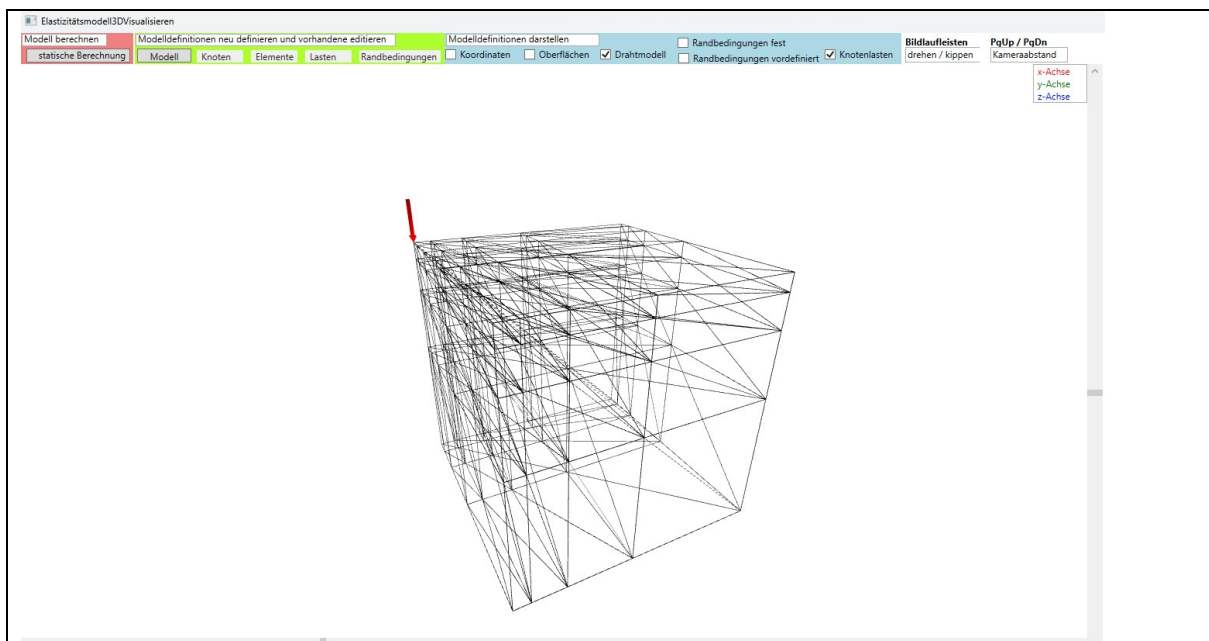 Elastizitätsmodell3DVisualisieren
Modell berechnen
statische Berechnung
Modelldefinitionen neu definieren und vorhandene editieren
Modell Knoten Elemente Lasten Randbedingungen
Modelldefinitionen darstellen
Koordinaten Oberflächen Drahtmodell
Randbedingungen fest
Randbedingungen vordefiniert
Knotenlasten
Bildlaufleisten
drehen / kippen
PgUp / PgDn
Kameraabstand
x-Achse
y-Achse
z-Achse